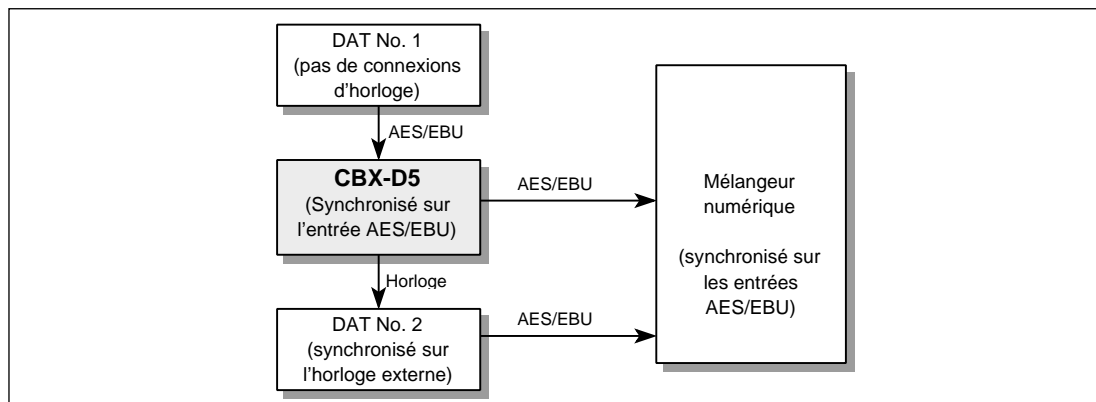 DAT No. 1
(pas de connexions
d'horloge)
AES/EBU
CBX-D5
(Synchronisé sur
l'entrée AES/EBU)
AES/EBU
Mélangeur
numérique
(synchronisé sur
les entrées
AES/EBU)
Horloge
DAT No. 2
(synchronisé sur
l'horloge externe)
AES/EBU